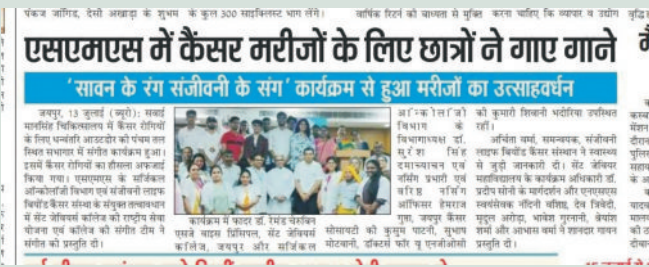 पंकज जांगिड़, देसी अखाड़ा के शुभम के कुल 300 साइक्लिस्ट भाग लेंगे।
वार्षिक रिटर्न की बाध्यता से मुक्ति करना चाहिए कि व्यापार व उद्योग
एसएमएस में कैंसर मरीजों के लिए छात्रों ने गाए गाने
'सावन के रंग संजीवनी के संग' कार्यक्रम से हुआ मरीजों का उत्साहवर्धन
जयपुर, 13 जुलाई (ब्यूरो): सवाई
मानसिंह चिकित्सालय में कैंसर रोगियों
के लिए धन्वंतरि आउटडोर की पंचम तल
स्थित सभागार में संगीत कार्यक्रम हुआ।
इसमें कैंसर रोगियों का हौसला अफजाई
किया गया। एसएमएस के सर्जिकल
ऑन्कोलॉजी विभाग एवं संजीवनी लाइफ
बियॉन्ड कैंसर संस्था के संयुक्त तत्वावधान
में सेंट जेवियर्स कॉलेज की राष्ट्रीय सेवा
योजना एवं कॉलेज की संगीत टीम ने
संगीत की प्रस्तुति दी।
कार्यक्रम में फादर डॉ. रेमंड चेरुबिन
एसजे वाइस प्रिंसिपल, सेंट जेवियर्स
कॉलेज, जयपुर और सर्जिकल
ऑन्कोलॉजी
विभाग के
विभागाध्यक्ष डॉ.
सुरेश सिंह
एवं
नर्सिंग प्रभारी एवं
वरिष्ठ नर्सिंग
ऑफिसर हेमराज
गुप्ता, जयपुर कैंसर
सोसायटी की कुसुम पाटनी, सुभाष
मोटवानी, डॉक्टर्स फॉर यू एनजीओसी
की कुमारी शिवानी भदौरिया उपस्थित
रहीं।
अर्चिता वर्मा, समन्वयक, संजीवनी
लाइफ बियॉन्ड कैंसर संस्थान ने स्वास्थ्य
से जुड़ी जानकारी दी। सेंट जेवियर
महाविद्यालय के कार्यक्रम अधिकारी डॉ.
प्रदीप सोनी के मार्गदर्शन और एनएसएस
स्वयंसेवक नंदिनी वशिष्ठ, देव त्रिवेदी,
मृदुल अरोड़ा, भावेश गुरनानी, श्रेयांश
शर्मा और आभास वर्मा ने शानदार गायन
प्रस्तुति दी।